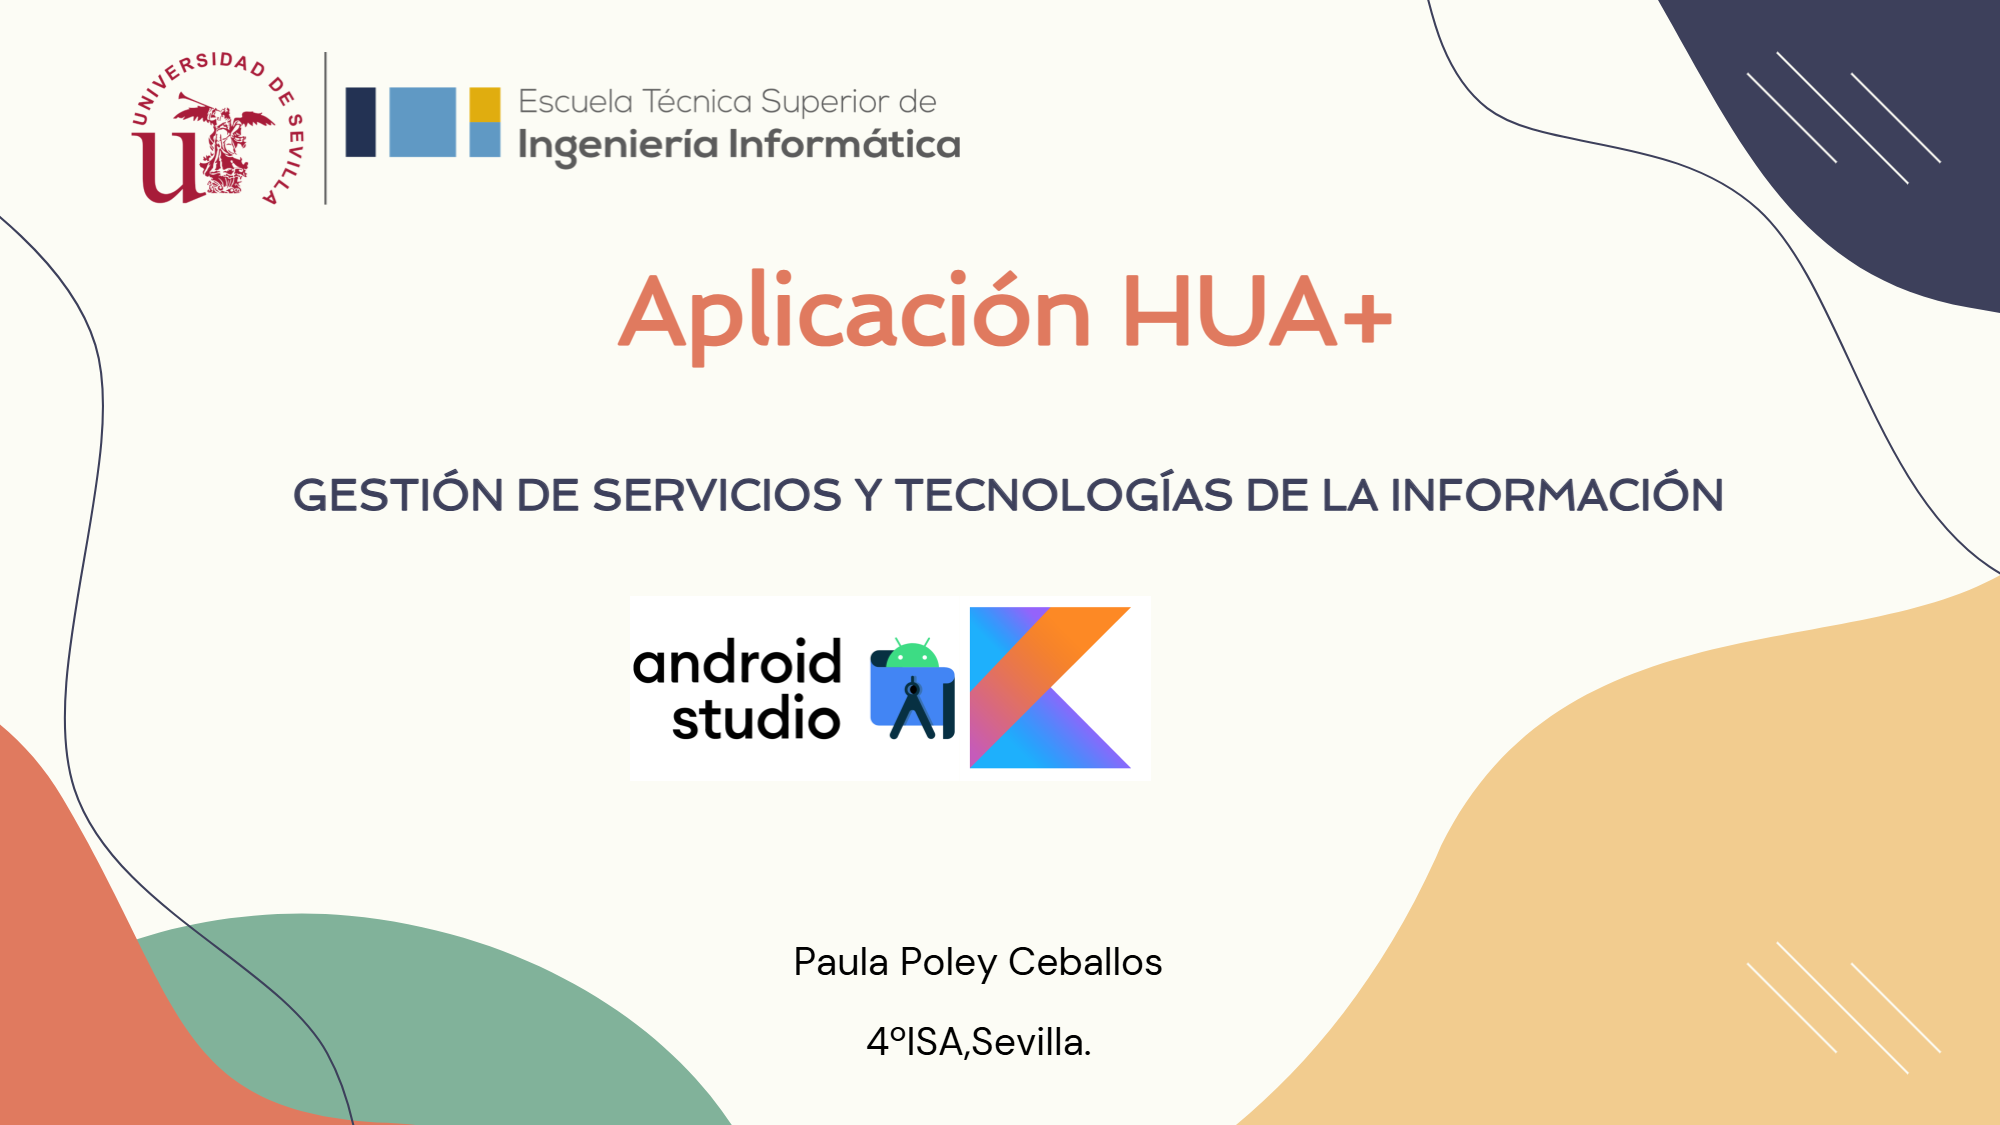 UNIVERSIDAD DE SEVILLA
u
Escuela Técnica Superior de
Ingeniería Informática
Aplicación HUA+
GESTIÓN DE SERVICIOS Y TECNOLOGÍAS DE LA INFORMACIÓN
android
studio
Paula Poley Ceballos
4ºISA,Sevilla.